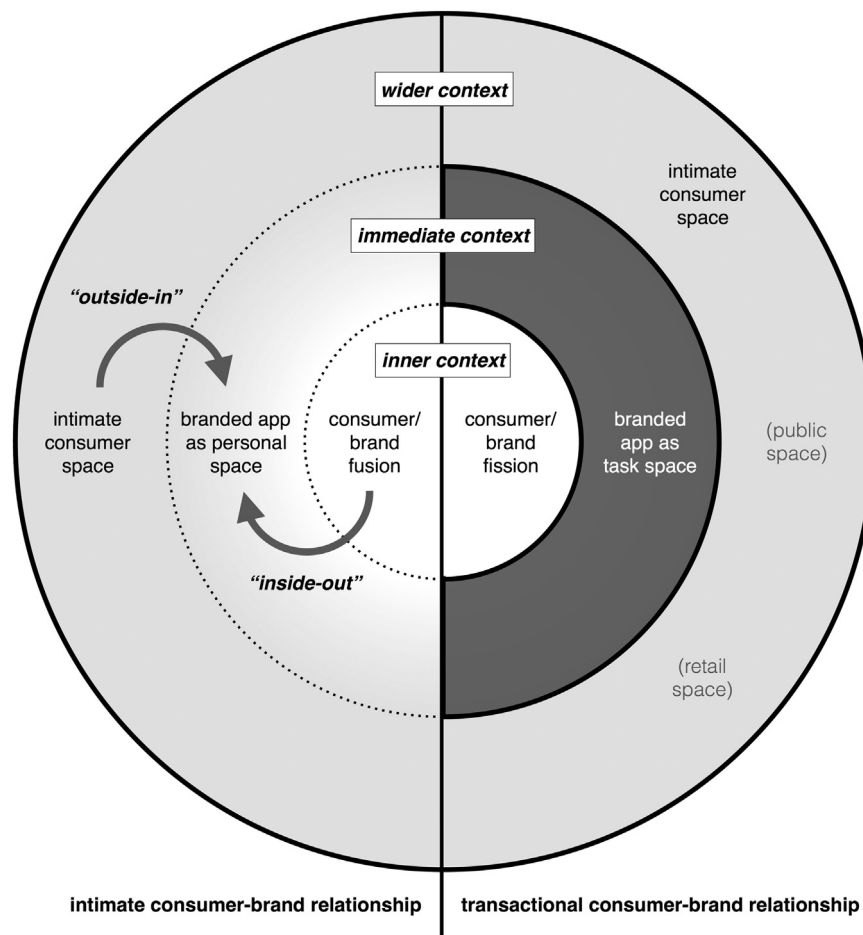 wider context
intimate
consumer
space
immediate context
“outside-in”
inner context
intimate
consumer
space
branded app
as personal
space
consumer/
brand
fusion
consumer/
brand
fission
branded
app as
task space
(public
space)
“inside-out”
(retail
space)
intimate consumer-brand relationship
transactional consumer-brand relationship